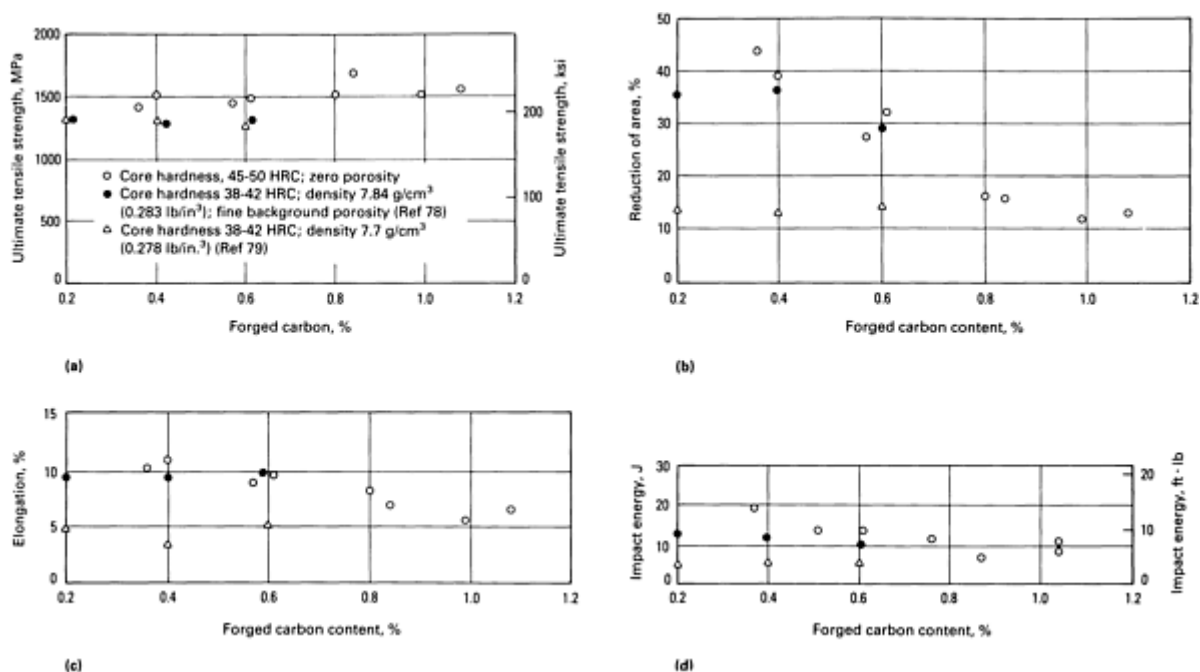 2000
1500
1000
500
0
Ultimate tensile strength, MPa
200
100
0
Ultimate tensile strength, ksi
○ Core hardness, 45-50 HRC; zero porosity
● Core hardness 38-42 HRC; density 7.84 g/cm³
(0.283 lb/in³); fine background porosity (Ref 78)
△ Core hardness 38-42 HRC; density 7.7 g/cm³
(0.278 lb/in.³) (Ref 79)
0.2 0.4 0.6 0.8 1.0 1.2
Forged carbon, %
(a)
50
40
30
20
10
0
Reduction of area, %
0.2 0.4 0.6 0.8 1.0 1.2
Forged carbon content, %
(b)
15
10
5
0
Elongation, %
0.2 0.4 0.6 0.8 1.0 1.2
Forged carbon content, %
(c)
30
20
10
0
Impact energy, J
20
10
0
Impact energy, ft · lb
0.2 0.4 0.6 0.8 1.0 1.2
Forged carbon content, %
(d)